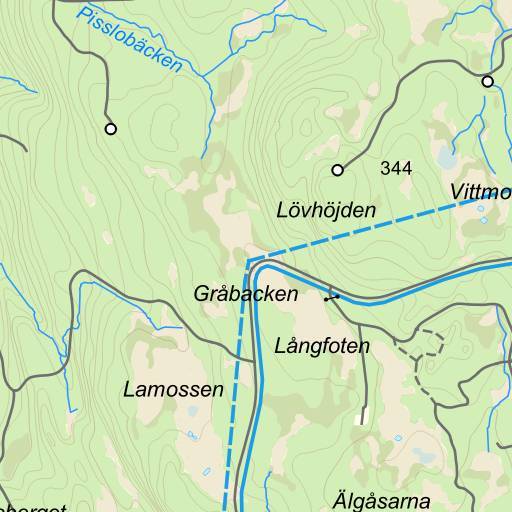 Pisslobäcken
344
Vittmo
Lövhöjden
Gråbacken
Långfoten
Lamossen
Älgåsarna